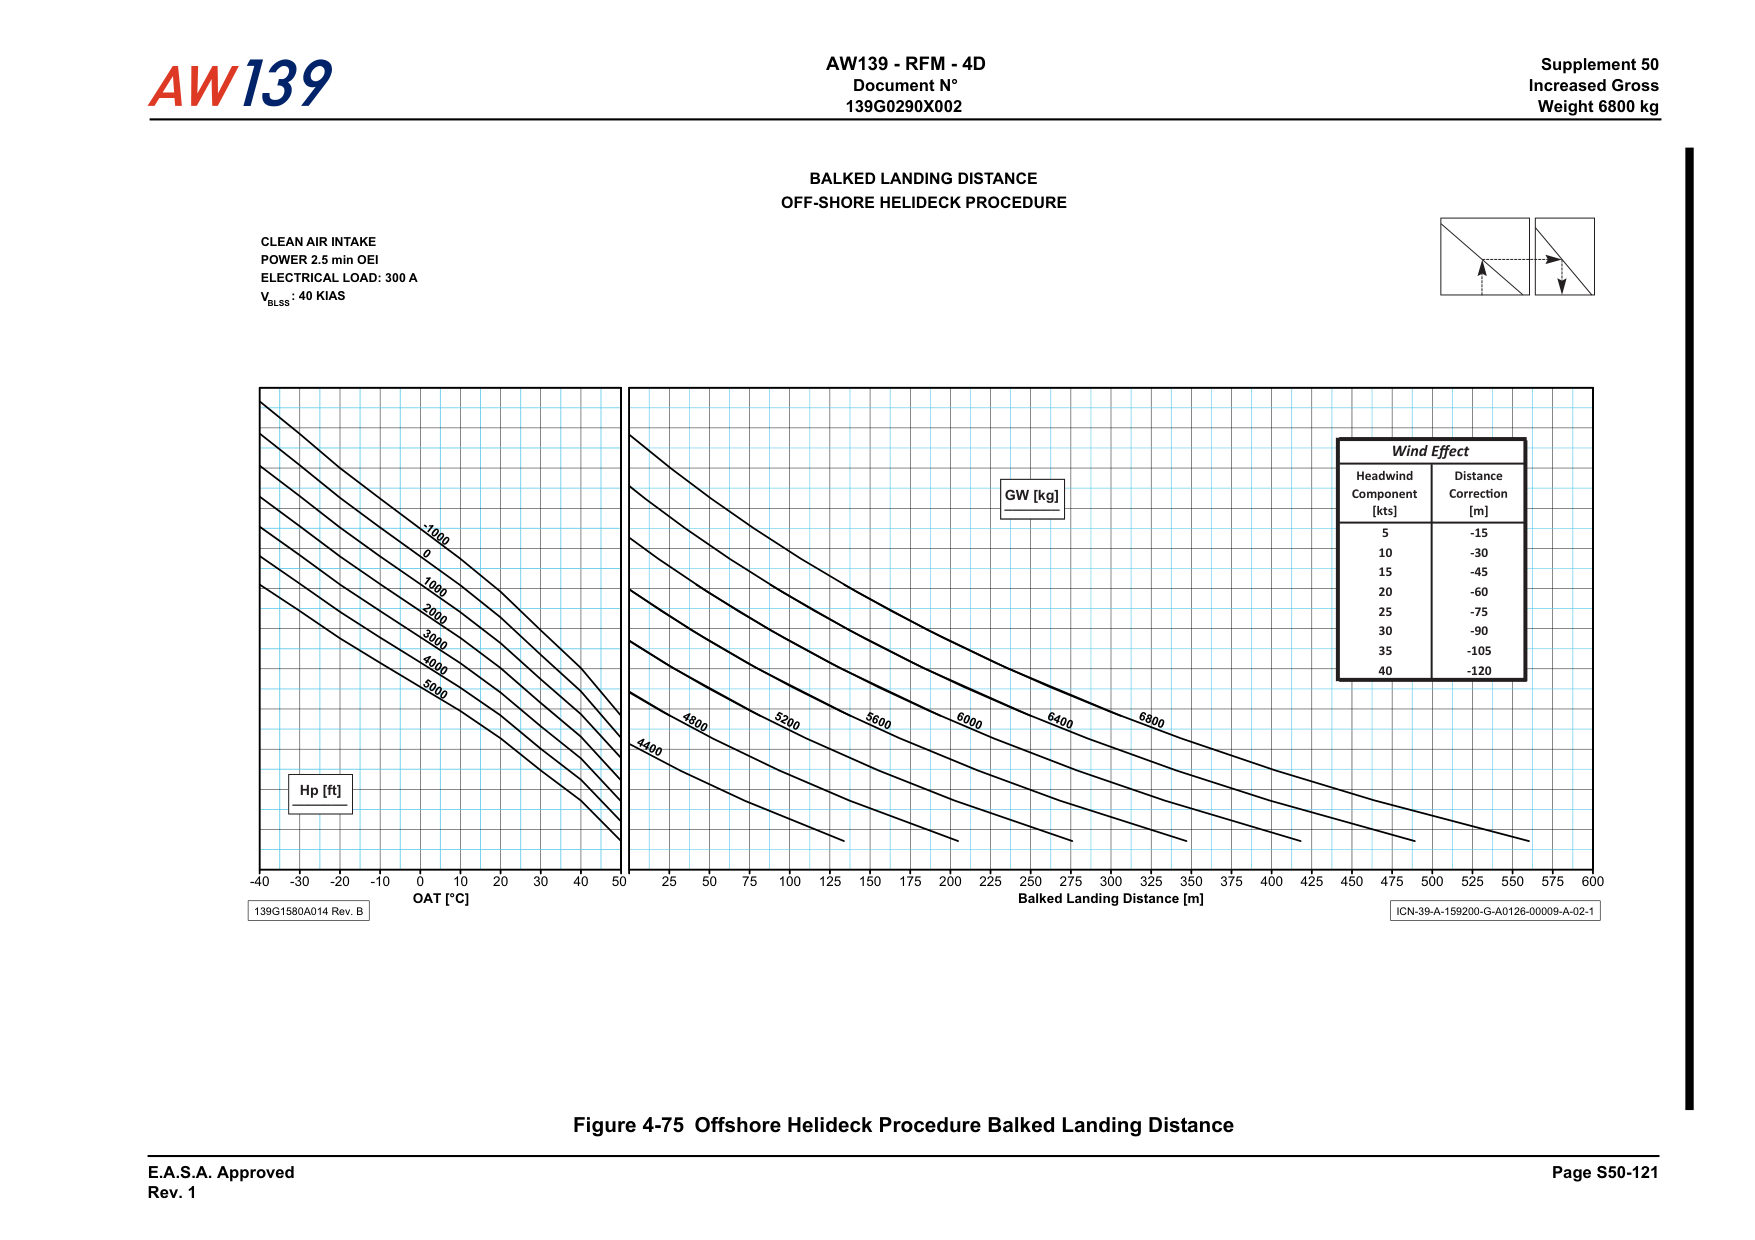 AW139
AW139 - RFM - 4D
Document N°
139G0290X002
Supplement 50
Increased Gross
Weight 6800 kg
BALKED LANDING DISTANCE
OFF-SHORE HELIDECK PROCEDURE
CLEAN AIR INTAKE
POWER 2.5 min OEI
ELECTRICAL LOAD: 300 A
VBLSS : 40 KIAS
-1000
0
1000
2000
3000
4000
5000
Hp [ft]
GW [kg]
4400
4800
5200
5600
6000
6400
6800
Wind Effect
Headwind Component [kts] Distance Correction [m]
5 -15
10 -30
15 -45
20 -60
25 -75
30 -90
35 -105
40 -120
-40 -30 -20 -10 0 10 20 30 40 50 25 50 75 100 125 150 175 200 225 250 275 300 325 350 375 400 425 450 475 500 525 550 575 600
OAT [°C] Balked Landing Distance [m]
139G1580A014 Rev. B
ICN-39-A-159200-G-A0126-00009-A-02-1
Figure 4-75 Offshore Helideck Procedure Balked Landing Distance
E.A.S.A. Approved
Rev. 1
Page S50-121